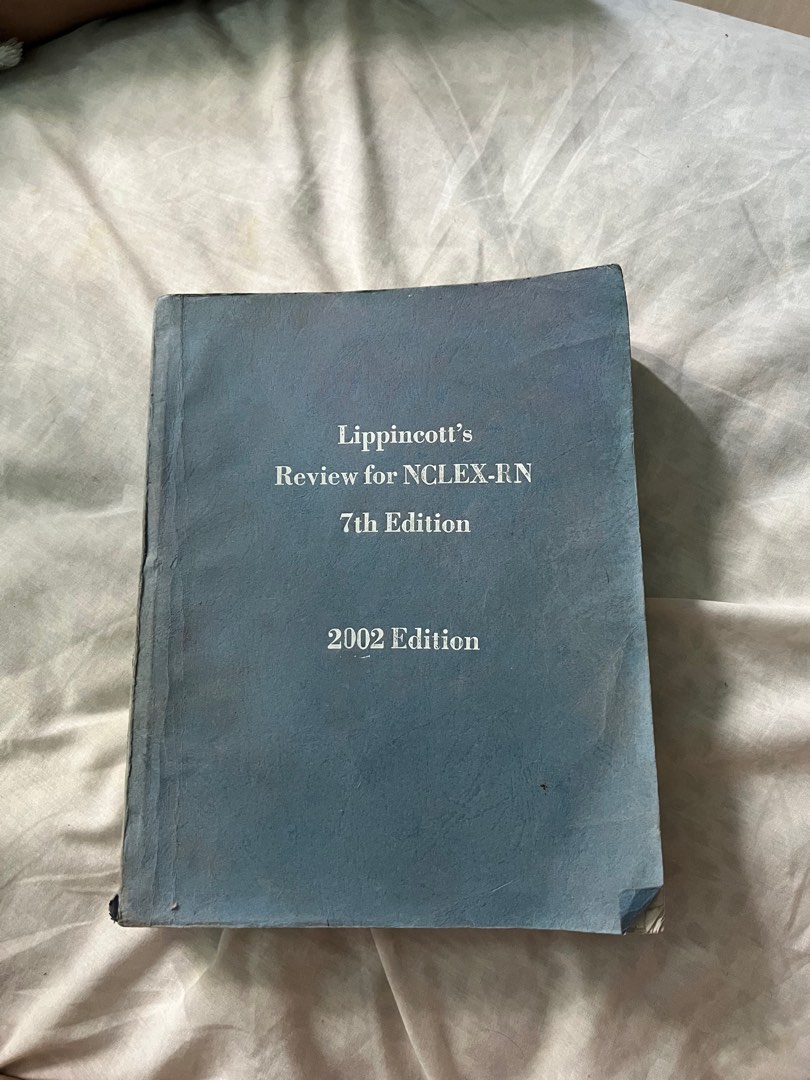 Lippincott's
Review for NCLEX-RN
7th Edition
2002 Edition